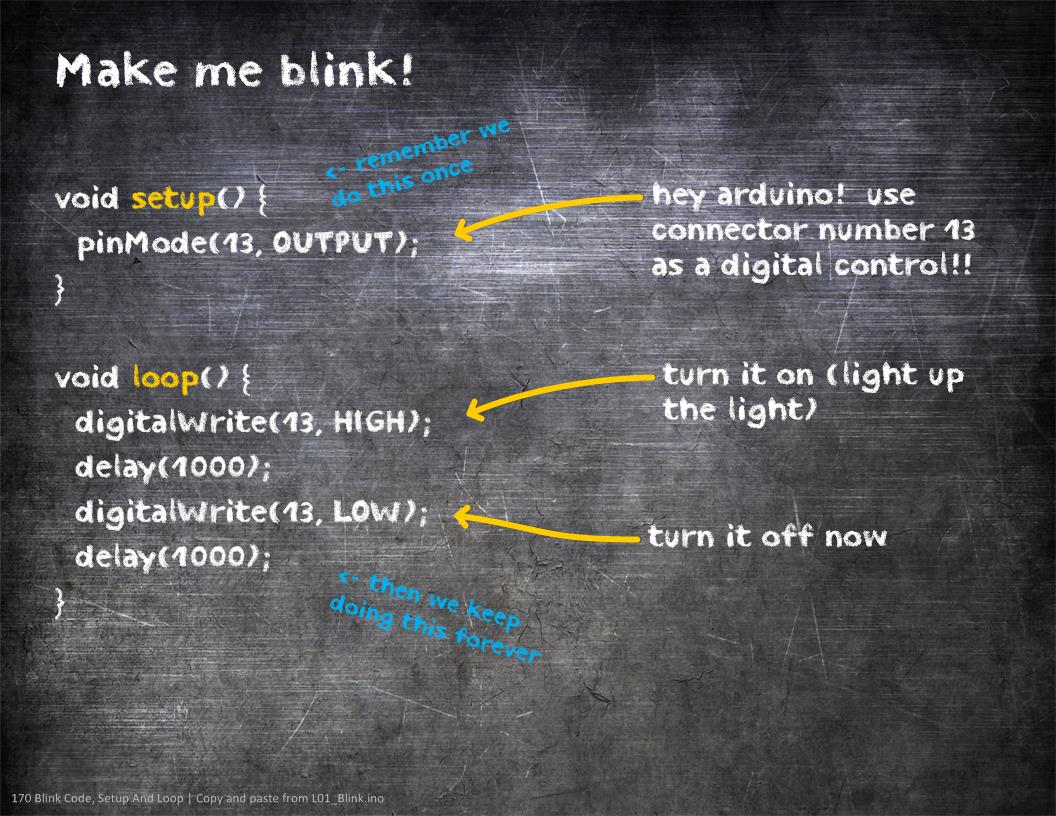 Make me blink!
<- remember we
do this once
void setup() {
pinMode(13, OUTPUT);
}
hey arduino!  use
connector number 13
as a digital control!!
void loop() {
digitalWrite(13, HIGH);
delay(1000);
digitalWrite(13, LOW);
delay(1000);
}
turn it on (light up
the light)
turn it off now
<- then we keep
doing this forever
170 Blink Code, Setup And Loop | Copy and paste from L01_Blink.ino